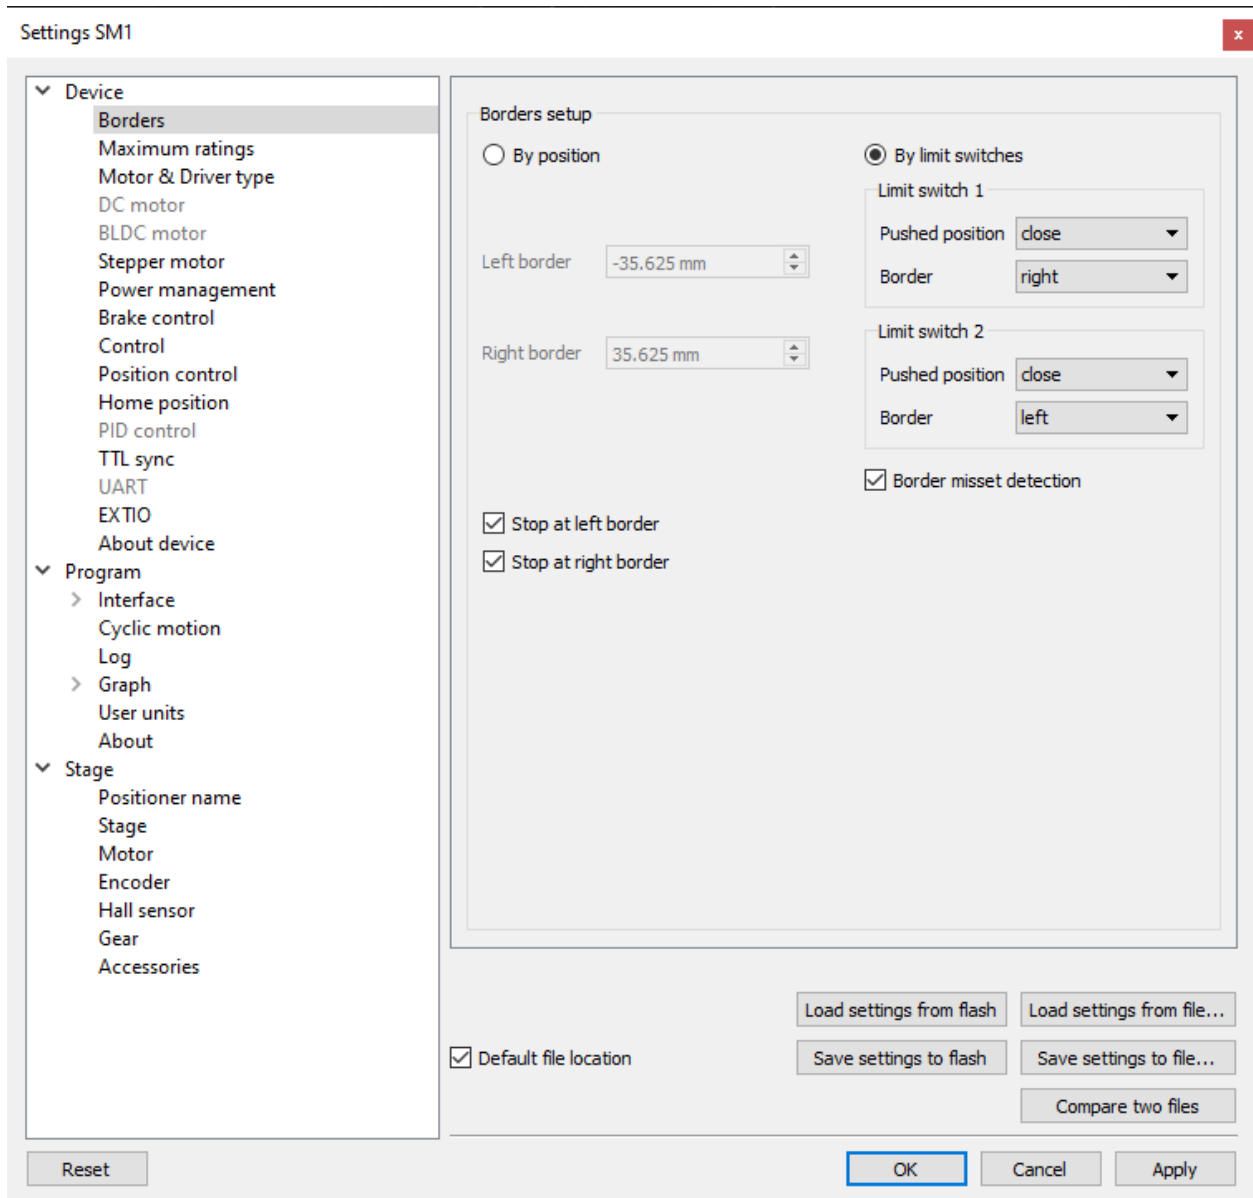 Settings SM1
x
Device
Borders
Maximum ratings
Motor & Driver type
DC motor
BLDC motor
Stepper motor
Power management
Brake control
Control
Position control
Home position
PID control
TTL sync
UART
EXTIO
About device
Program
Interface
Cyclic motion
Log
Graph
User units
About
Stage
Positioner name
Stage
Motor
Encoder
Hall sensor
Gear
Accessories
Borders setup
By position
By limit switches
Limit switch 1
Pushed position close
Border right
Left border -35.625 mm
Right border 35.625 mm
Limit switch 2
Pushed position close
Border left
Border misset detection
Stop at left border
Stop at right border
Load settings from flash
Load settings from file...
Default file location
Save settings to flash
Save settings to file...
Compare two files
Reset
OK
Cancel
Apply